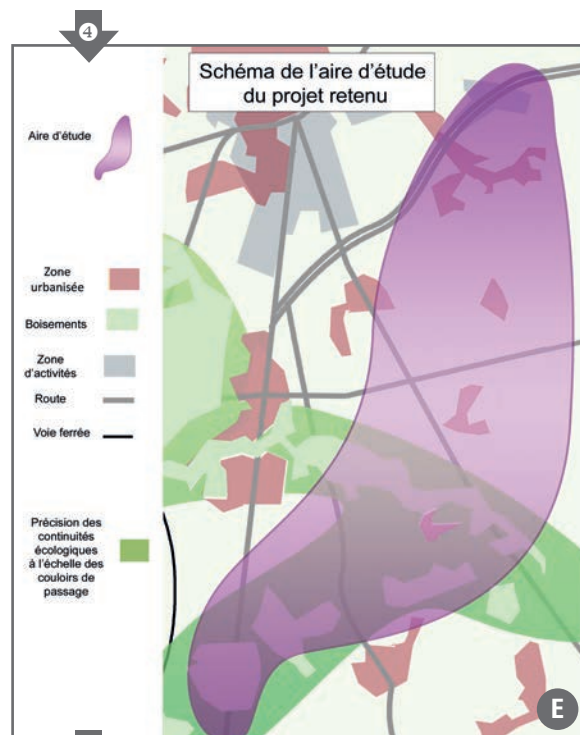 4
Schéma de l'aire d'étude
du projet retenu
Aire d'étude
Zone
urbanisée
Boisements
Zone
d'activités
Route
Voie ferrée
Précision des
continuités
écologiques
à l'échelle des
couloirs de
passage
E